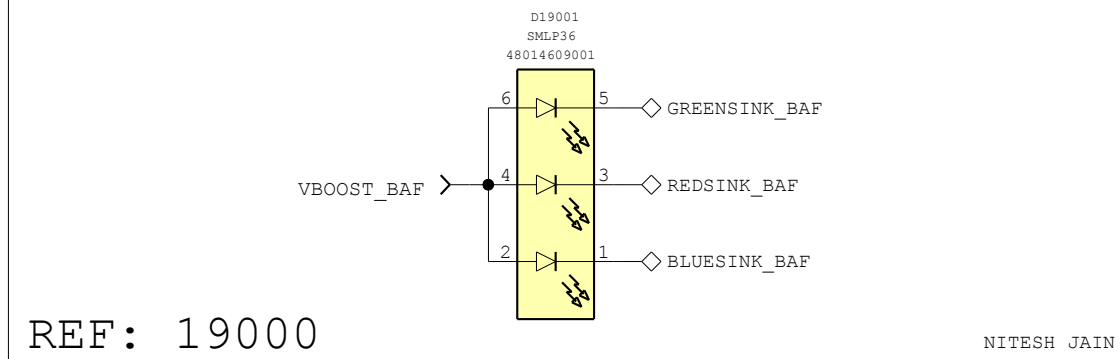 D19001
SMLP36
48014609001
6 5 GREENSINK_BAF
VBOOST_BAF 4 3 REDSINK_BAF
2 1 BLUESINK_BAF
REF: 19000
NITESH JAIN